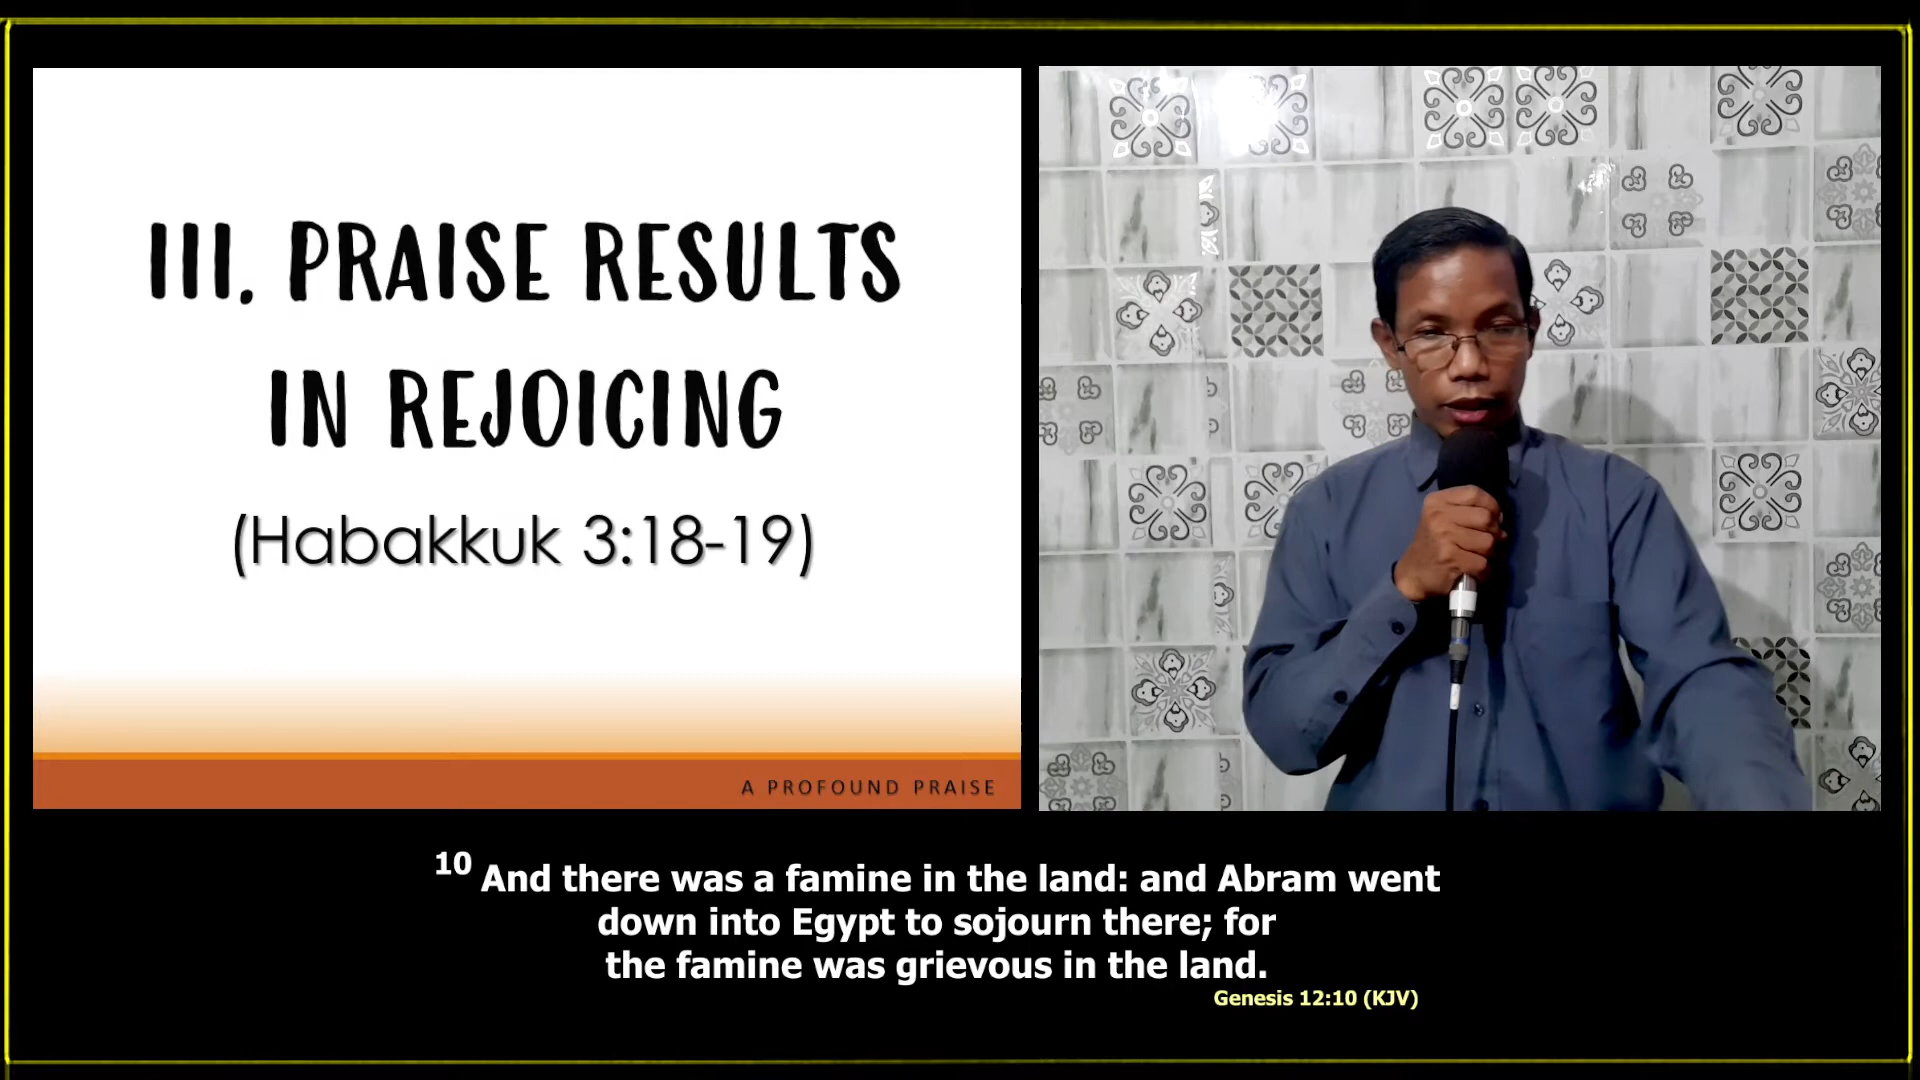 III. PRAISE RESULTS
IN REJOICING
(Habakkuk 3:18-19)
A PROFOUND PRAISE
10 And there was a famine in the land: and Abram went
down into Egypt to sojourn there; for
the famine was grievous in the land.
Genesis 12:10 (KJV)